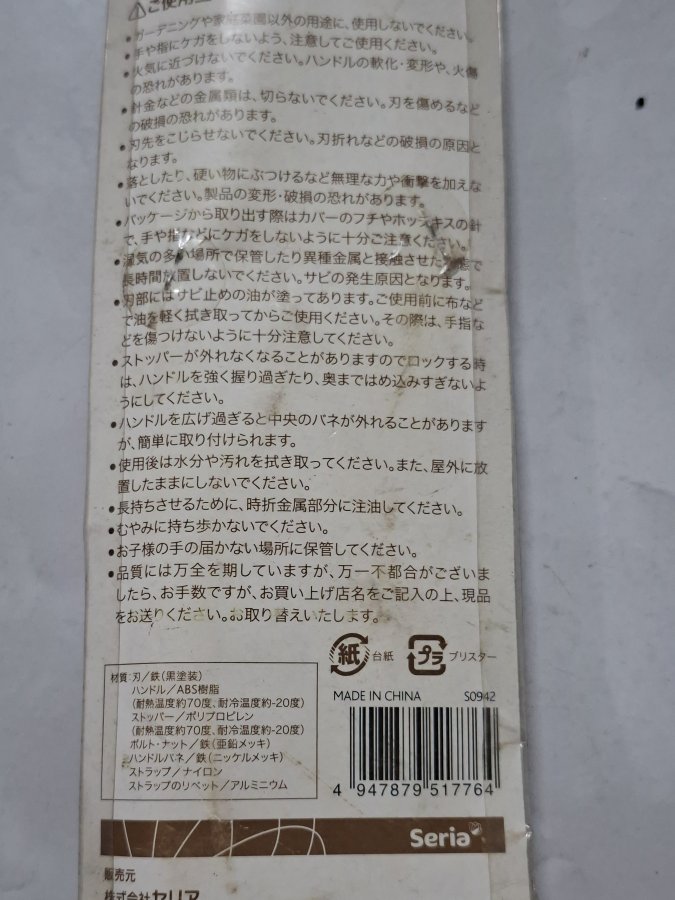 ⚠ご使用上
●ガーデニングや家庭菜園以外の用途に、使用しないでください。
●手や指にケガをしないよう、注意してご使用ください。
●火気に近づけないでください。ハンドルの軟化・変形や、火傷
の恐れがあります。
●針金などの金属類は、切らないでください。刃を傷めるなど
の破損の恐れがあります。
●刃先をこじらせないでください。刃折れなどの破損の原因と
なります。
●落としたり、硬い物にぶつけるなど無理な力や衝撃を加えな
いでください。製品の変形・破損の恐れがあります。
●パッケージから取り出す際はカバーのフチやホッチキスの針
で、手や指などにケガをしないように十分ご注意ください。
●湿気の多い場所で保管したり異種金属と接触させた状態で
長時間放置しないでください。サビの発生原因となります。
●刃部にはサビ止めの油が塗ってあります。ご使用前に布など
で油を軽く拭き取ってからご使用ください。その際は、手指な
どを傷つけないように十分注意してください。
●ストッパーが外れなくなることがありますのでロックする時
は、ハンドルを強く握り過ぎたり、奥まではめ込みすぎないよ
うにしてください。
●ハンドルを広げ過ぎると中央のバネが外れることがあります
が、簡単に取り付けられます。
●使用後は水分や汚れを拭き取ってください。また、屋外に放
置したままにしないでください。
●長持ちさせるために、時折金属部分に注油してください。
●むやみに持ち歩かないでください。
●お子様の手の届かない場所に保管してください。
●品質には万全を期していますが、万一不都合がございま
したら、お手数ですが、お買い上げ店名をご記入の上、現品
をお送りください。お取り替えいたします。
紙 台紙 プラ ブリスター
材質:刃/鉄(黒塗装)
ハンドル/ABS樹脂
(耐熱温度約70度、耐冷温度約-20度)
ストッパー/ポリプロピレン
(耐熱温度約70度、耐冷温度約-20度)
ボルト・ナット/鉄(亜鉛メッキ)
ハンドルバネ/鉄(ニッケルメッキ)
ストラップ/ナイロン
ストラップのリベット/アルミニウム
MADE IN CHINA S0942
4 947879 517764
Seria
販売元
株式会社セリア